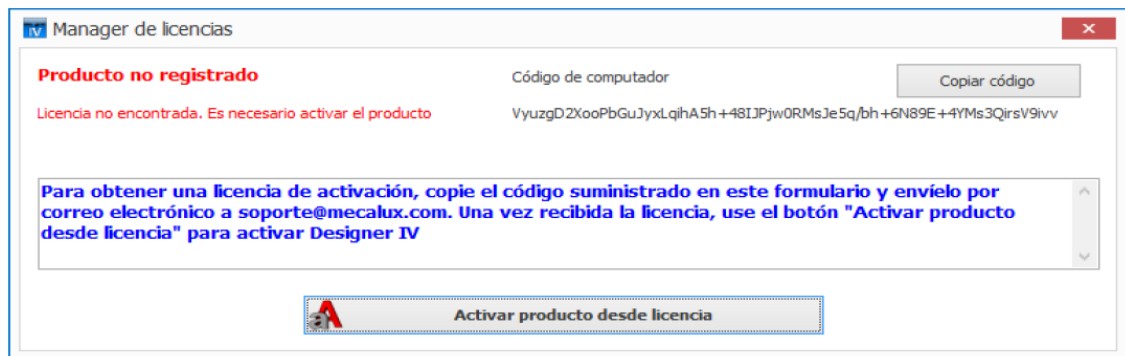 IV Manager de licencias
Producto no registrado
Código de computador
Copiar código
Licencia no encontrada. Es necesario activar el producto
VyuzgD2XooPbGuJyxLqihA5h+48IJPjw0RMsJe5q/bh+6N89E+4YMs3QirsV9ivv
Para obtener una licencia de activación, copie el código suministrado en este formulario y envíelo por
correo electrónico a soporte@mecalux.com. Una vez recibida la licencia, use el botón "Activar producto
desde licencia" para activar Designer IV
aA Activar producto desde licencia